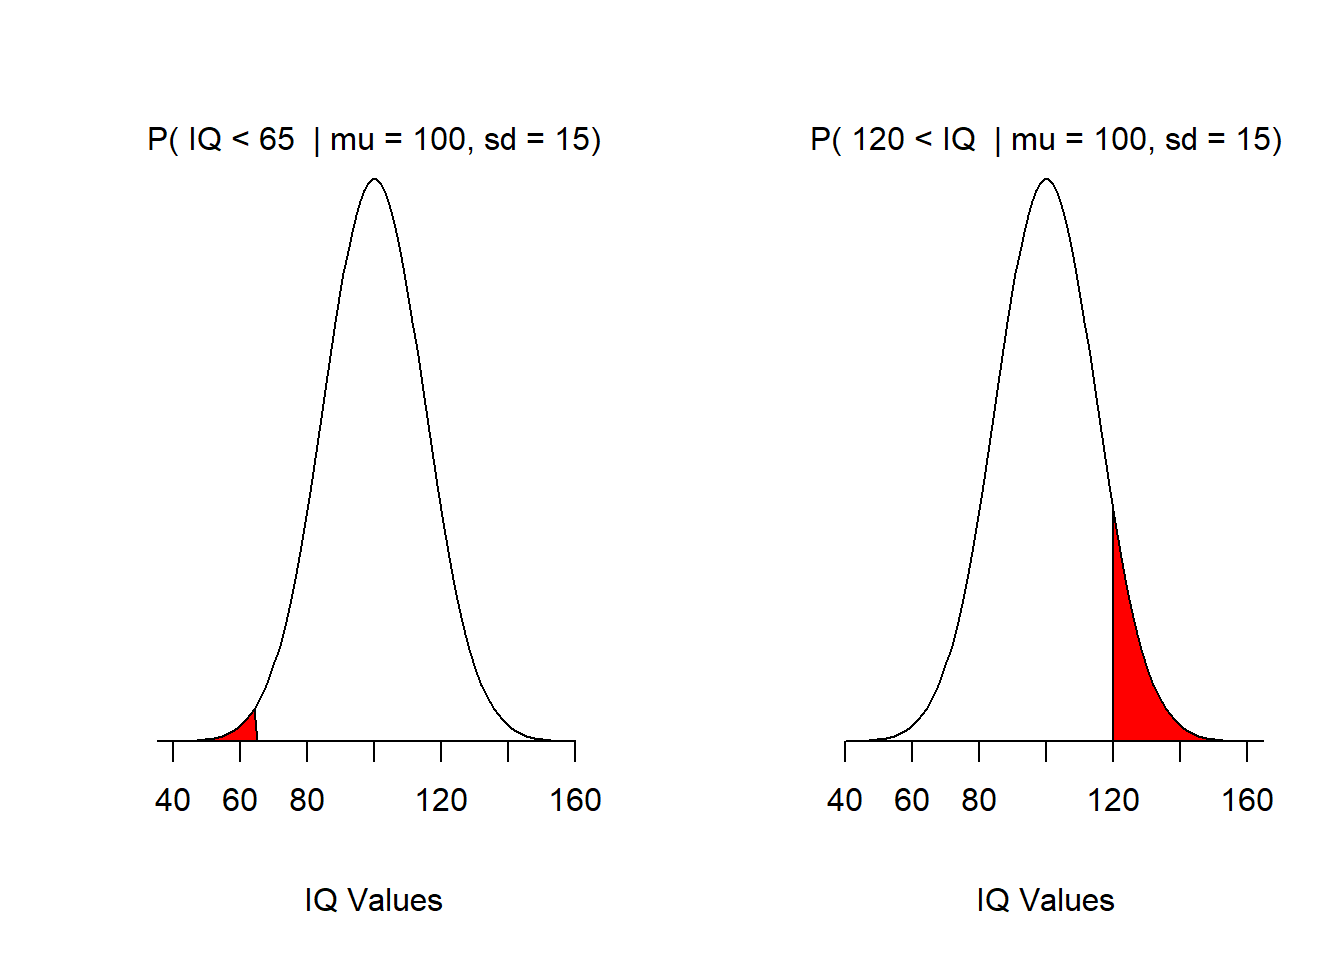 P( IQ < 65  | mu = 100, sd = 15)
40 60 80 120 160
IQ Values
P( 120 < IQ  | mu = 100, sd = 15)
40 60 80 120 160
IQ Values